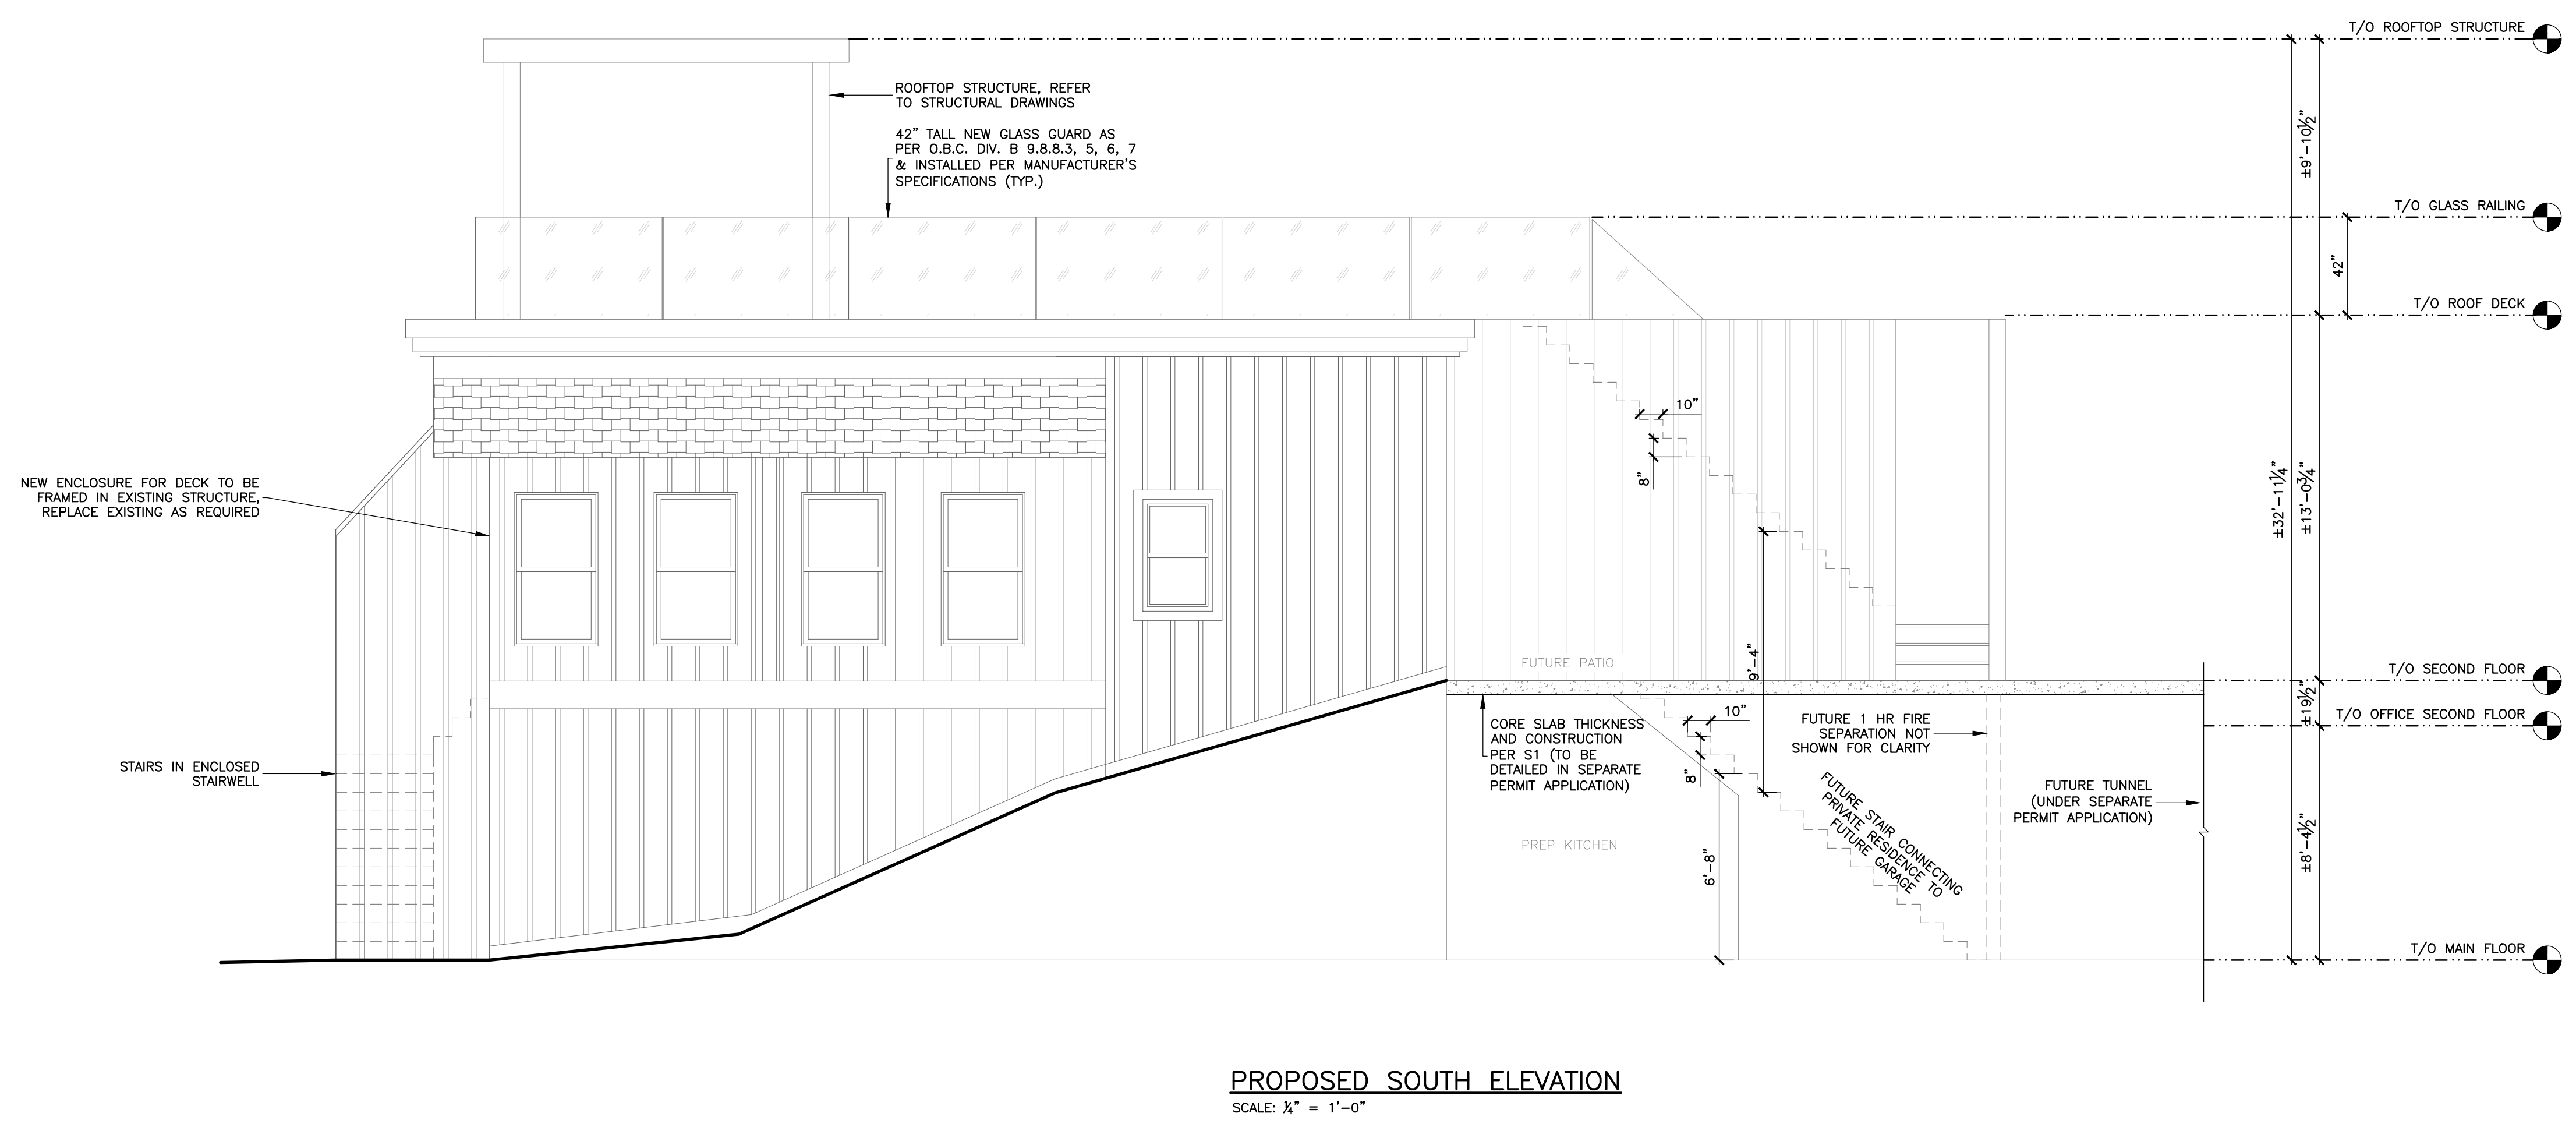 T/O ROOFTOP STRUCTURE
ROOFTOP STRUCTURE, REFER
TO STRUCTURAL DRAWINGS
42" TALL NEW GLASS GUARD AS
PER O.B.C. DIV. B 9.8.8.3, 5, 6, 7
& INSTALLED PER MANUFACTURER'S
SPECIFICATIONS (TYP.)
±9'-10½"
T/O GLASS RAILING
42"
T/O ROOF DECK
10"
8"
NEW ENCLOSURE FOR DECK TO BE
FRAMED IN EXISTING STRUCTURE,
REPLACE EXISTING AS REQUIRED
±32'-11¼"
±13'-0¾"
FUTURE PATIO
9'-4"
T/O SECOND FLOOR
±19½"
T/O OFFICE SECOND FLOOR
CORE SLAB THICKNESS
AND CONSTRUCTION
PER S1 (TO BE
DETAILED IN SEPARATE
PERMIT APPLICATION)
10"
8"
FUTURE 1 HR FIRE
SEPARATION NOT
SHOWN FOR CLARITY
STAIRS IN ENCLOSED
STAIRWELL
FUTURE STAIR CONNECTING
PRIVATE RESIDENCE TO
FUTURE GARAGE
FUTURE TUNNEL
(UNDER SEPARATE
PERMIT APPLICATION)
PREP KITCHEN
6'-8"
±8'-4½"
T/O MAIN FLOOR
PROPOSED SOUTH ELEVATION
SCALE: ¼" = 1'-0"